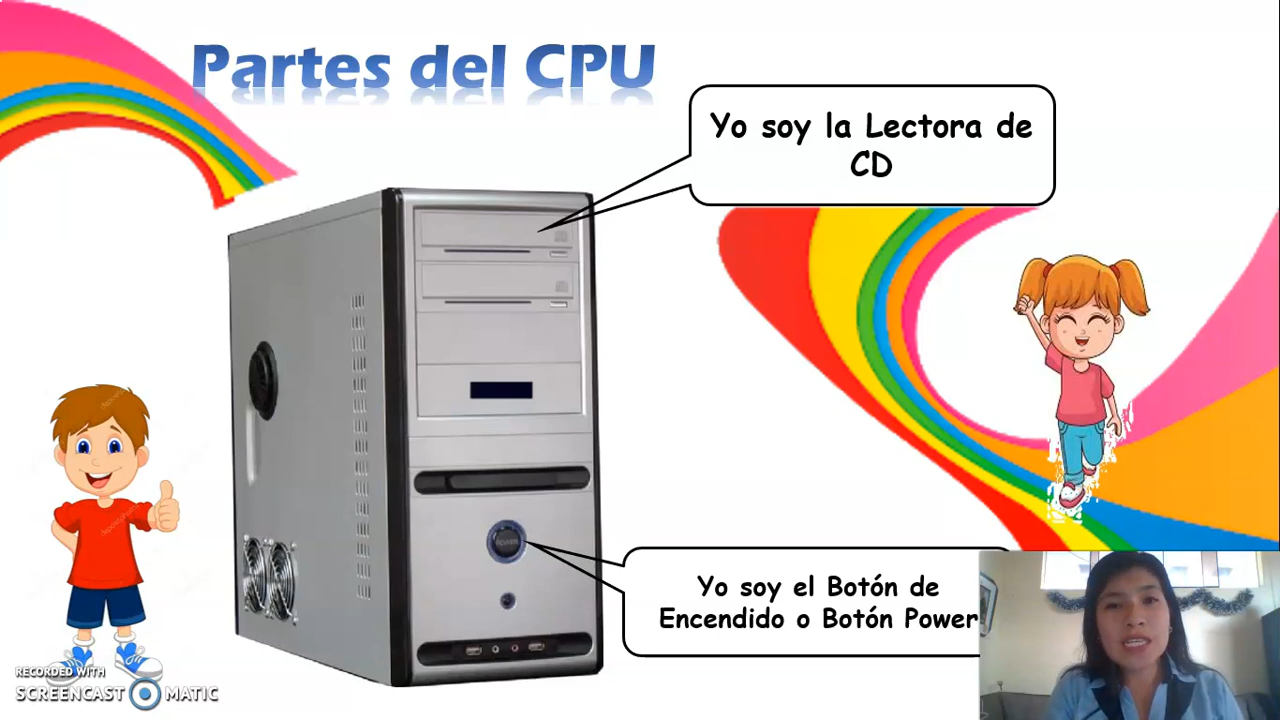 Partes del CPU
Yo soy la Lectora de
CD
POWER
Yo soy el Botón de
Encendido o Botón Power
RECORDED WITH
SCREENCAST MATIC